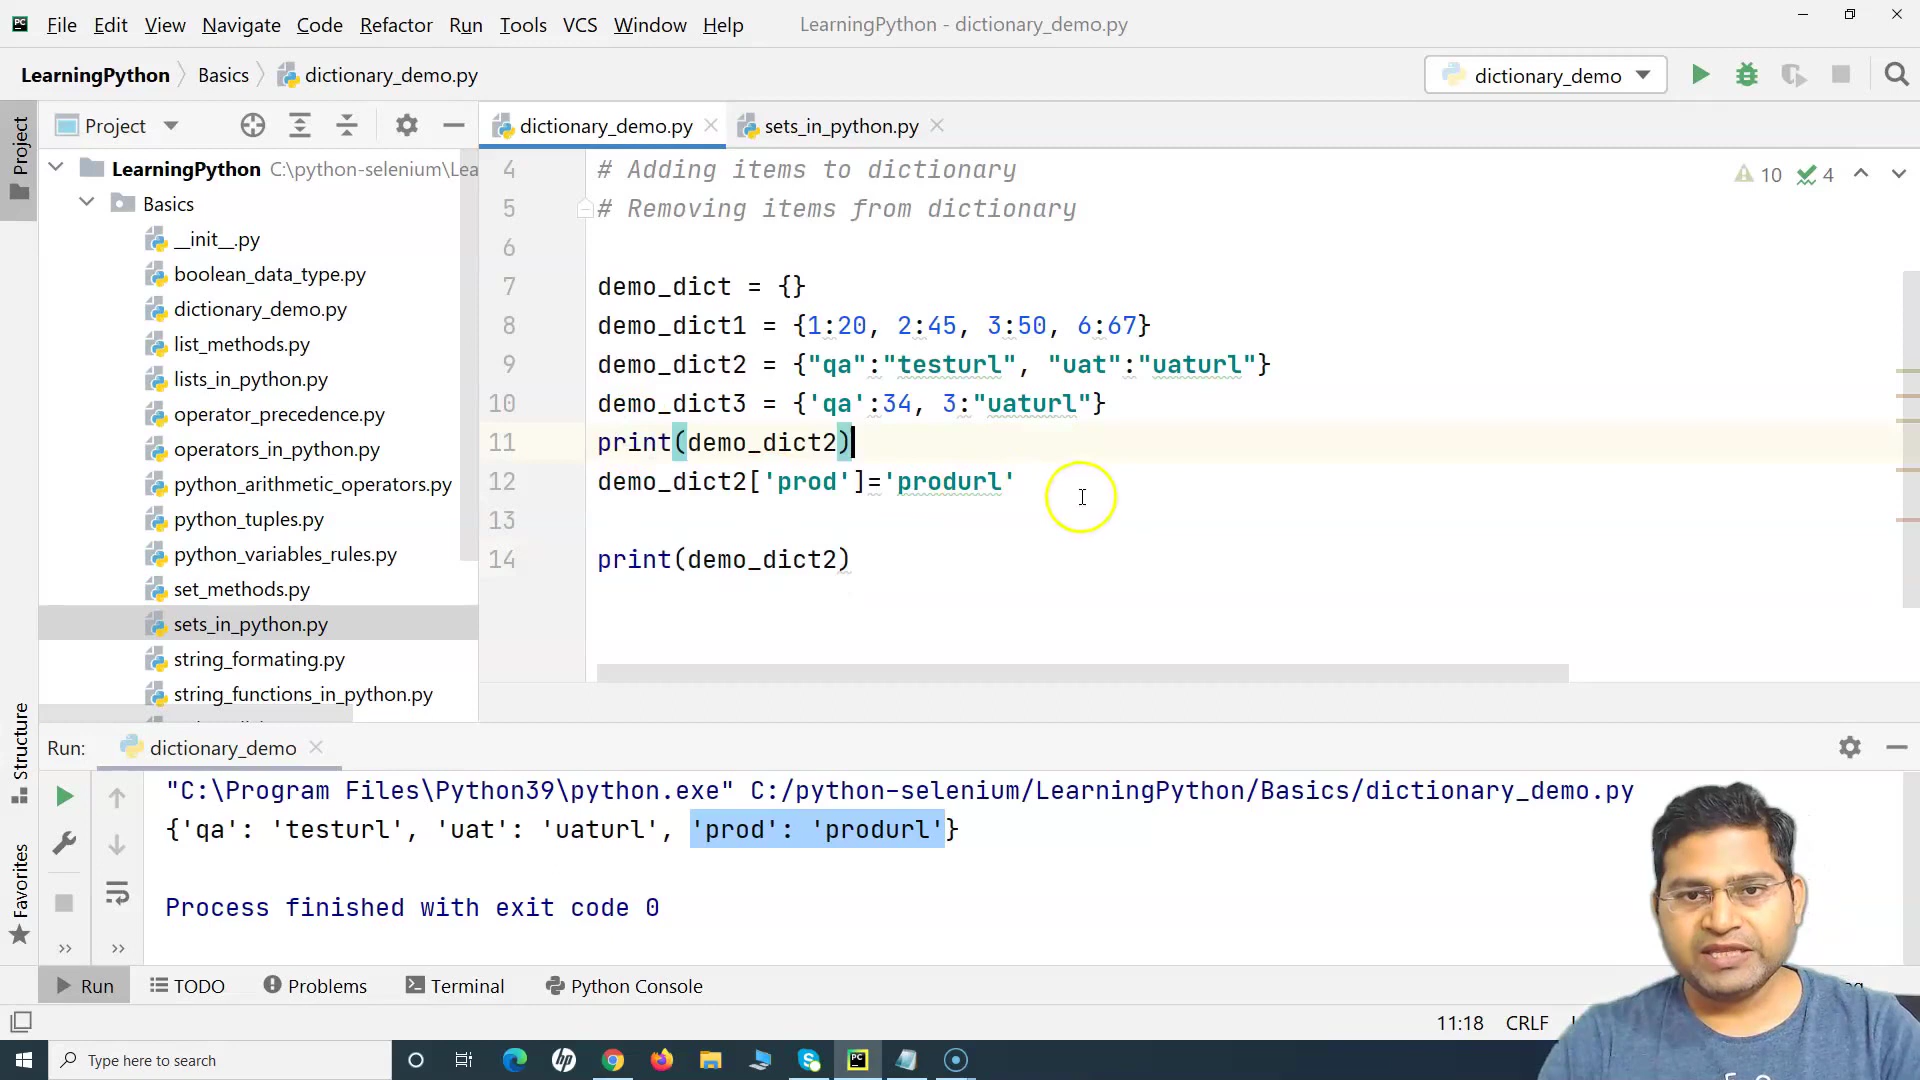 File Edit View Navigate Code Refactor Run Tools VCS Window Help LearningPython - dictionary_demo.py
LearningPython Basics dictionary_demo.py dictionary_demo
Project
Project
dictionary_demo.py sets_in_python.py
LearningPython C:\python-selenium\Lea
Basics
__init__.py
boolean_data_type.py
dictionary_demo.py
list_methods.py
lists_in_python.py
operator_precedence.py
operators_in_python.py
python_arithmetic_operators.py
python_tuples.py
python_variables_rules.py
set_methods.py
sets_in_python.py
string_formating.py
string_functions_in_python.py
10 4
4 # Adding items to dictionary
5 # Removing items from dictionary
6
7 demo_dict = {}
8 demo_dict1 = {1:20, 2:45, 3:50, 6:67}
9 demo_dict2 = {"qa":"testurl", "uat":"uaturl"}
10 demo_dict3 = {'qa':34, 3:"uaturl"}
11 print(demo_dict2)
12 demo_dict2['prod']='produrl'
13
14 print(demo_dict2)
Structure
Favorites
Run: dictionary_demo
"C:\Program Files\Python39\python.exe" C:/python-selenium/LearningPython/Basics/dictionary_demo.py
{'qa': 'testurl', 'uat': 'uaturl', 'prod': 'produrl'}
Process finished with exit code 0
Run TODO Problems Terminal Python Console
11:18 CRLF
Type here to search